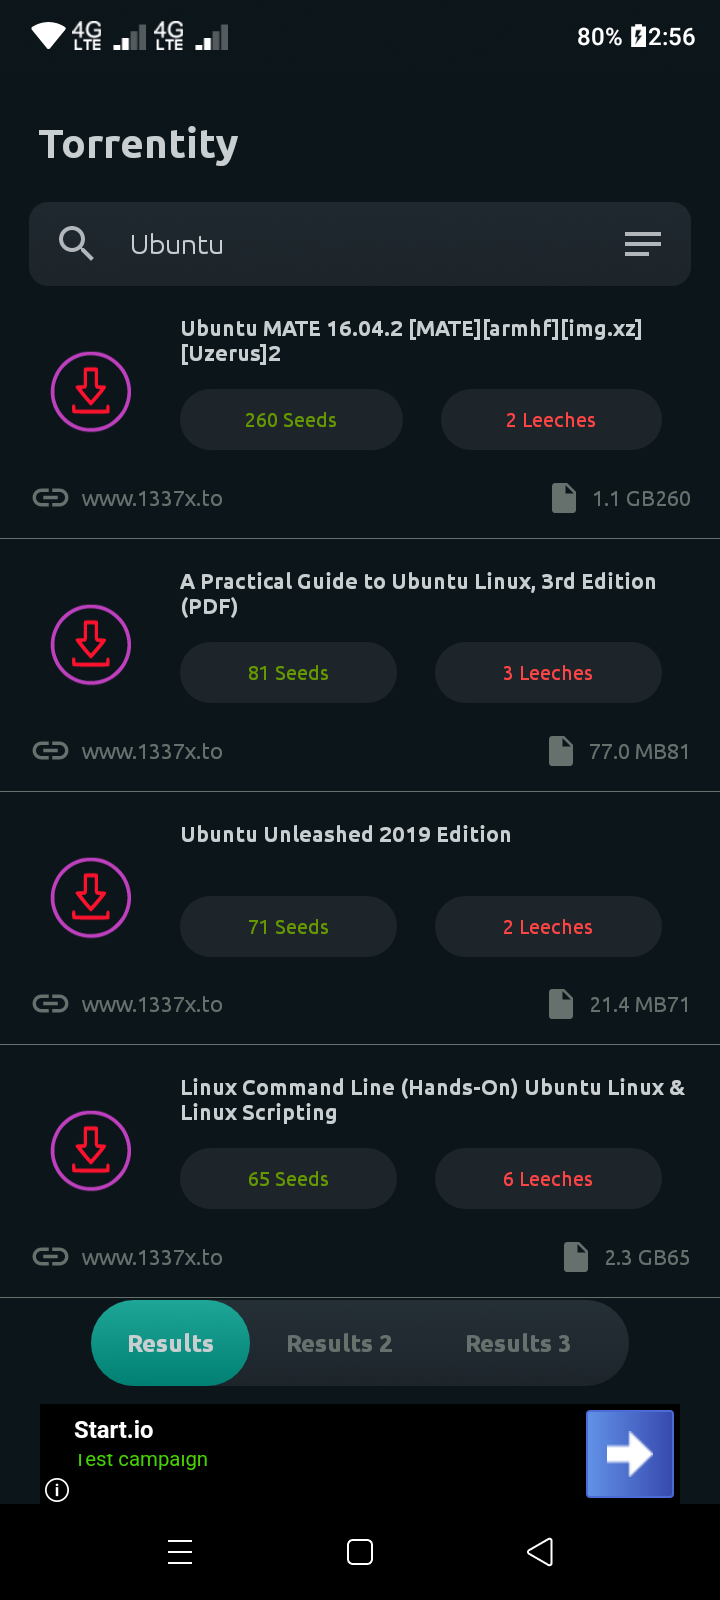 4G LTE 4G LTE 80% 2:56
Torrentity
Ubuntu
Ubuntu MATE 16.04.2 [MATE][armhf][img.xz]
[Uzerus]2
260 Seeds 2 Leeches
www.1337x.to 1.1 GB260
A Practical Guide to Ubuntu Linux, 3rd Edition
(PDF)
81 Seeds 3 Leeches
www.1337x.to 77.0 MB81
Ubuntu Unleashed 2019 Edition
71 Seeds 2 Leeches
www.1337x.to 21.4 MB71
Linux Command Line (Hands-On) Ubuntu Linux &
Linux Scripting
65 Seeds 6 Leeches
www.1337x.to 2.3 GB65
Results Results 2 Results 3
Start.io
Test campaign